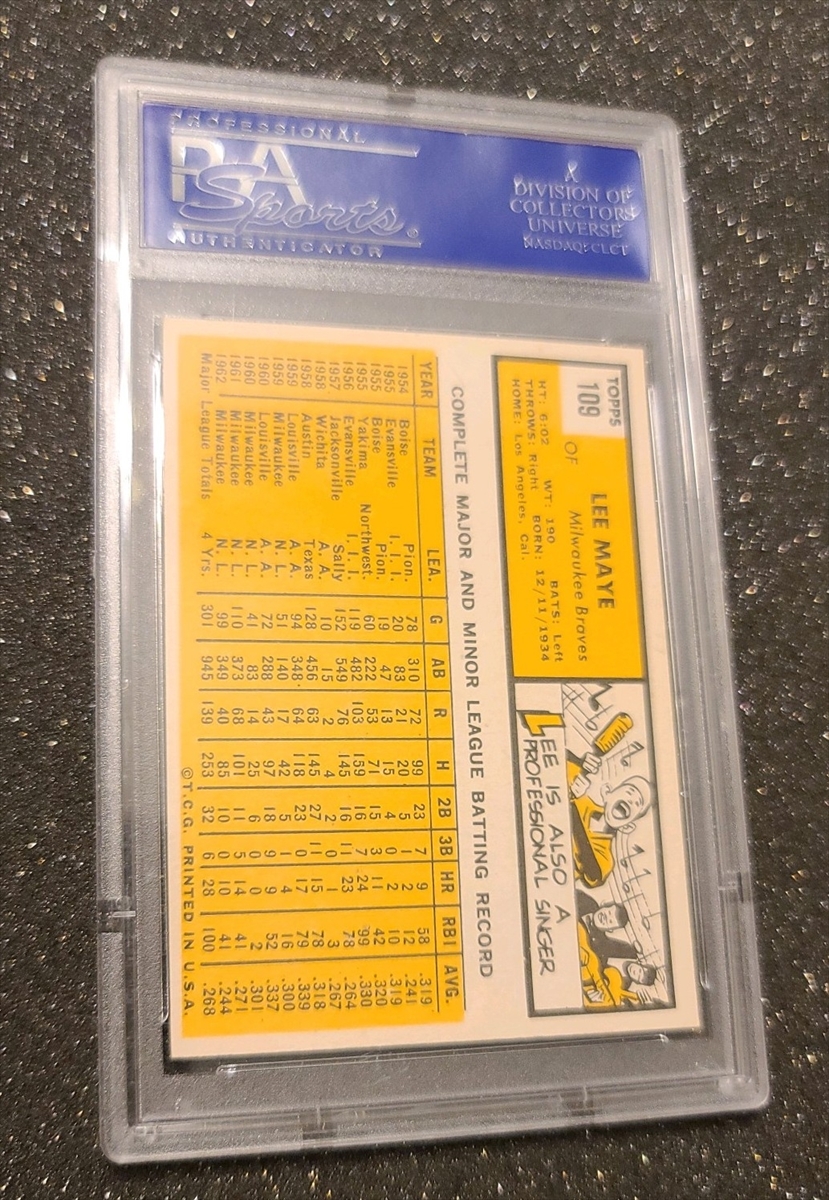 PROFESSIONAL
PSA
Sports®
AUTHENTICATOR
A
DIVISION OF
COLLECTORS
UNIVERSE
NASDAQ: CLCT
TOPPS
109
LEE MAYE
OF Milwaukee Braves
HT: 6:02 WT: 190 BATS: Left
THROWS: Right BORN: 12/11/1934
HOME: Los Angeles, Cal.
LEE IS ALSO A
PROFESSIONAL SINGER
COMPLETE MAJOR AND MINOR LEAGUE BATTING RECORD
YEAR TEAM LEA. G AB R H 2B 3B HR RBI AVG.
1954 Boise Pion. 78 310 72 99 23 7 9 58 .319
1955 Evansville I. I. I. 20 83 21 20 5 1 2 12 .241
1955 Boise Pion. 19 47 13 15 4 0 2 10 .319
1955 Yakima Northwest. 60 222 53 71 15 3 11 42 .320
1956 Evansville I. I. I. 119 482 103 159 16 7 24 99 .330
1957 Jacksonville Sally 152 549 76 145 16 11 23 78 .264
1958 Wichita A. A. 10 15 2 4 2 0 1 3 .267
1958 Austin Texas 128 456 63 145 27 11 15 78 .318
1959 Louisville A. A. 94 348 64 118 23 0 17 79 .339
1959 Milwaukee N. L. 51 140 17 42 5 1 4 16 .300
1960 Louisville A. A. 72 288 43 97 18 9 9 52 .337
1960 Milwaukee N. L. 41 83 14 25 6 0 0 2 .301
1961 Milwaukee N. L. 110 373 68 101 11 5 14 41 .271
1962 Milwaukee N. L. 99 349 40 85 10 0 10 41 .244
Major League Totals 4 Yrs. 301 945 139 253 32 6 28 100 .268
©T.C.G. PRINTED IN U.S.A.